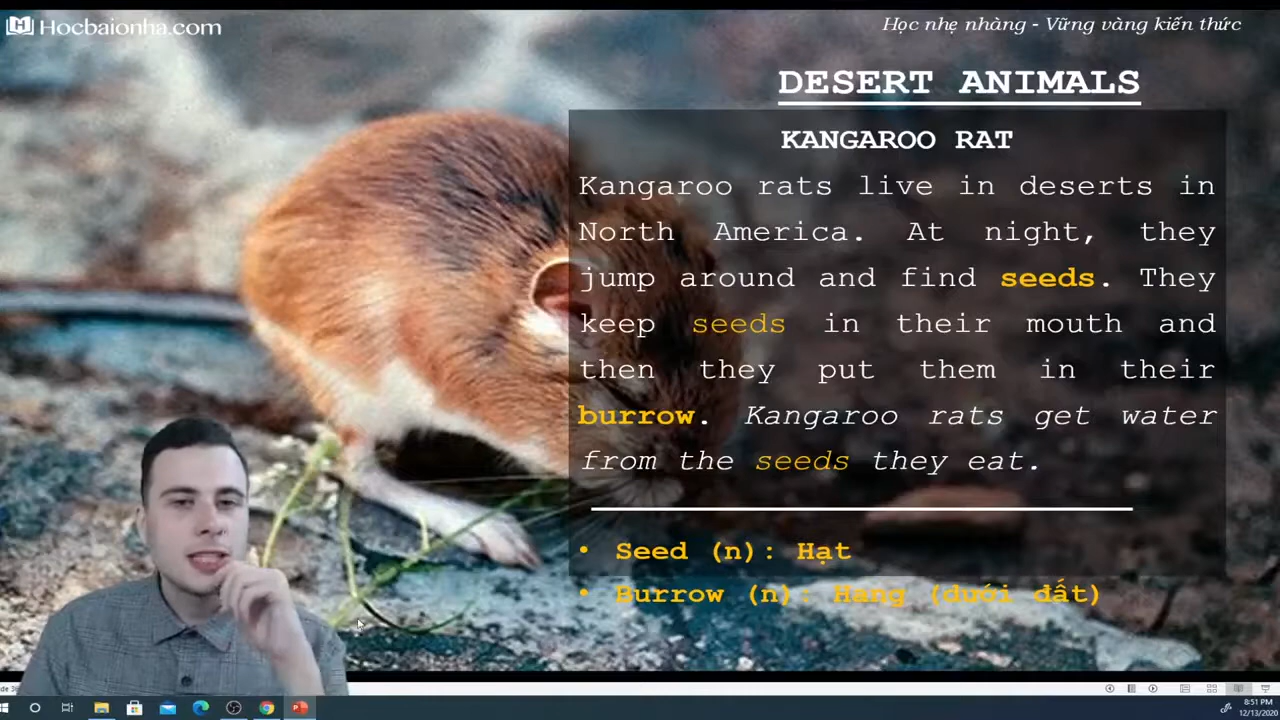 Hocbaionha.com
Học nhẹ nhàng - Vững vàng kiến thức
DESERT ANIMALS
KANGAROO RAT
Kangaroo rats live in deserts in
North America. At night, they
jump around and find seeds. They
keep seeds in their mouth and
then they put them in their
burrow. Kangaroo rats get water
from the seeds they eat.
• Seed (n): Hạt
• Burrow (n): Hang (dưới đất)
8:51 PM
12/13/2020